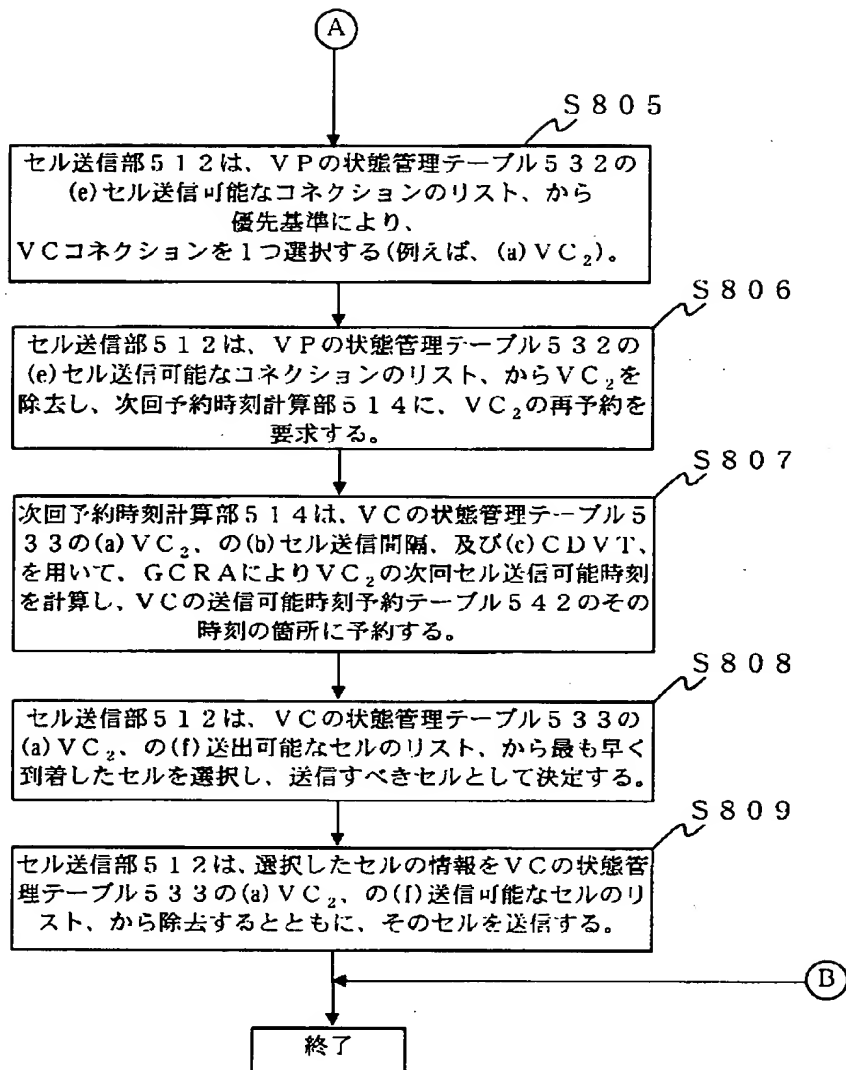 A
S805
セル送信部512は、VPの状態管理テーブル532の
(e)セル送信可能なコネクションのリスト、から
優先基準により、
VCコネクションを1つ選択する(例えば、(a)VC₂)。
S806
セル送信部512は、VPの状態管理テーブル532の
(e)セル送信可能なコネクションのリスト、からVC₂を
除去し、次回予約時刻計算部514に、VC₂の再予約を
要求する。
S807
次回予約時刻計算部514は、VCの状態管理テーブル5
33の(a)VC₂、の(b)セル送信間隔、及び(c)CDVT、
を用いて、GCRAによりVC₂の次回セル送信可能時刻
を計算し、VCの送信可能時刻予約テーブル542のその
時刻の箇所に予約する。
S808
セル送信部512は、VCの状態管理テーブル533の
(a)VC₂、の(f)送出可能なセルのリスト、から最も早く
到着したセルを選択し、送信すべきセルとして決定する。
S809
セル送信部512は、選択したセルの情報をVCの状態管
理テーブル533の(a)VC₂、の(f)送信可能なセルのリ
スト、から除去するとともに、そのセルを送信する。
B
終了